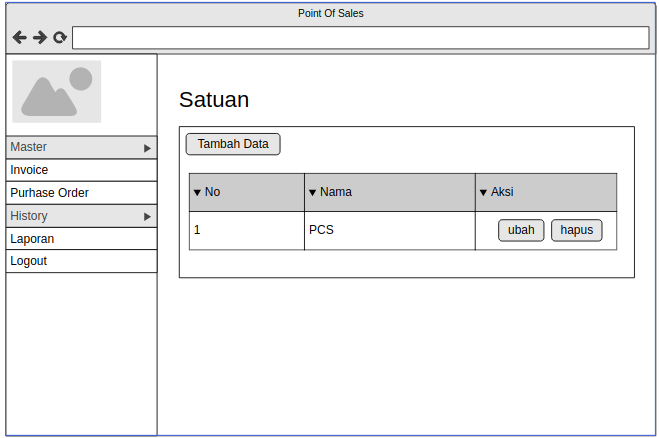 Point Of Sales
Master
Invoice
Purhase Order
History
Laporan
Logout
Satuan
Tambah Data
No Nama Aksi
1 PCS ubah hapus